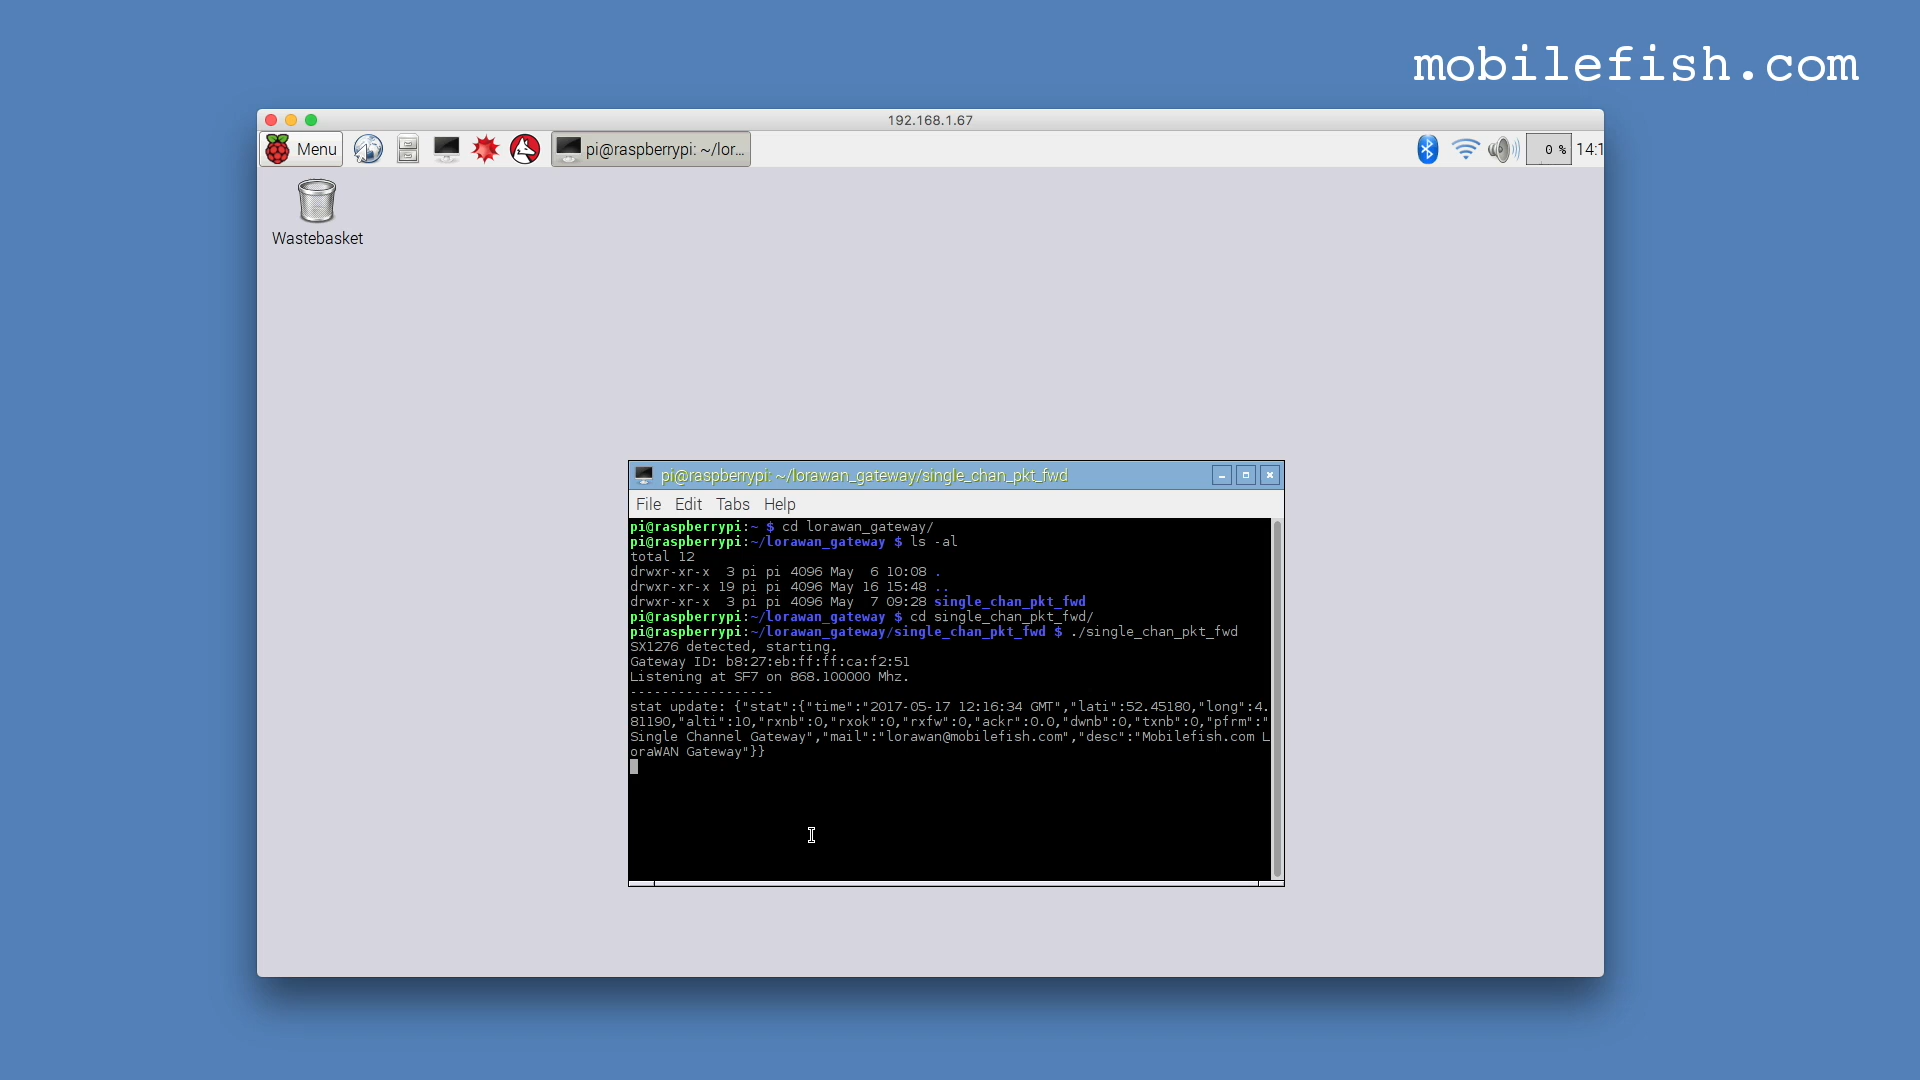 mobilefish.com
192.168.1.67
Menu
pi@raspberrypi: ~/lor...
0 %
14:1
Wastebasket
pi@raspberrypi: ~/lorawan_gateway/single_chan_pkt_fwd
File Edit Tabs Help
pi@raspberrypi:~ $ cd lorawan_gateway/
pi@raspberrypi:~/lorawan_gateway $ ls -al
total 12
drwxr-xr-x  3 pi pi 4096 May  6 10:08 .
drwxr-xr-x 19 pi pi 4096 May 16 15:48 ..
drwxr-xr-x  3 pi pi 4096 May  7 09:28 single_chan_pkt_fwd
pi@raspberrypi:~/lorawan_gateway $ cd single_chan_pkt_fwd/
pi@raspberrypi:~/lorawan_gateway/single_chan_pkt_fwd $ ./single_chan_pkt_fwd
SX1276 detected, starting.
Gateway ID: b8:27:eb:ff:ff:ca:f2:51
Listening at SF7 on 868.100000 Mhz.
------------------
stat update: {"stat":{"time":"2017-05-17 12:16:34 GMT","lati":52.45180,"long":4.
81190,"alti":10,"rxnb":0,"rxok":0,"rxfw":0,"ackr":0.0,"dwnb":0,"txnb":0,"pfrm":"
Single Channel Gateway","mail":"lorawan@mobilefish.com","desc":"Mobilefish.com L
oraWAN Gateway"}}